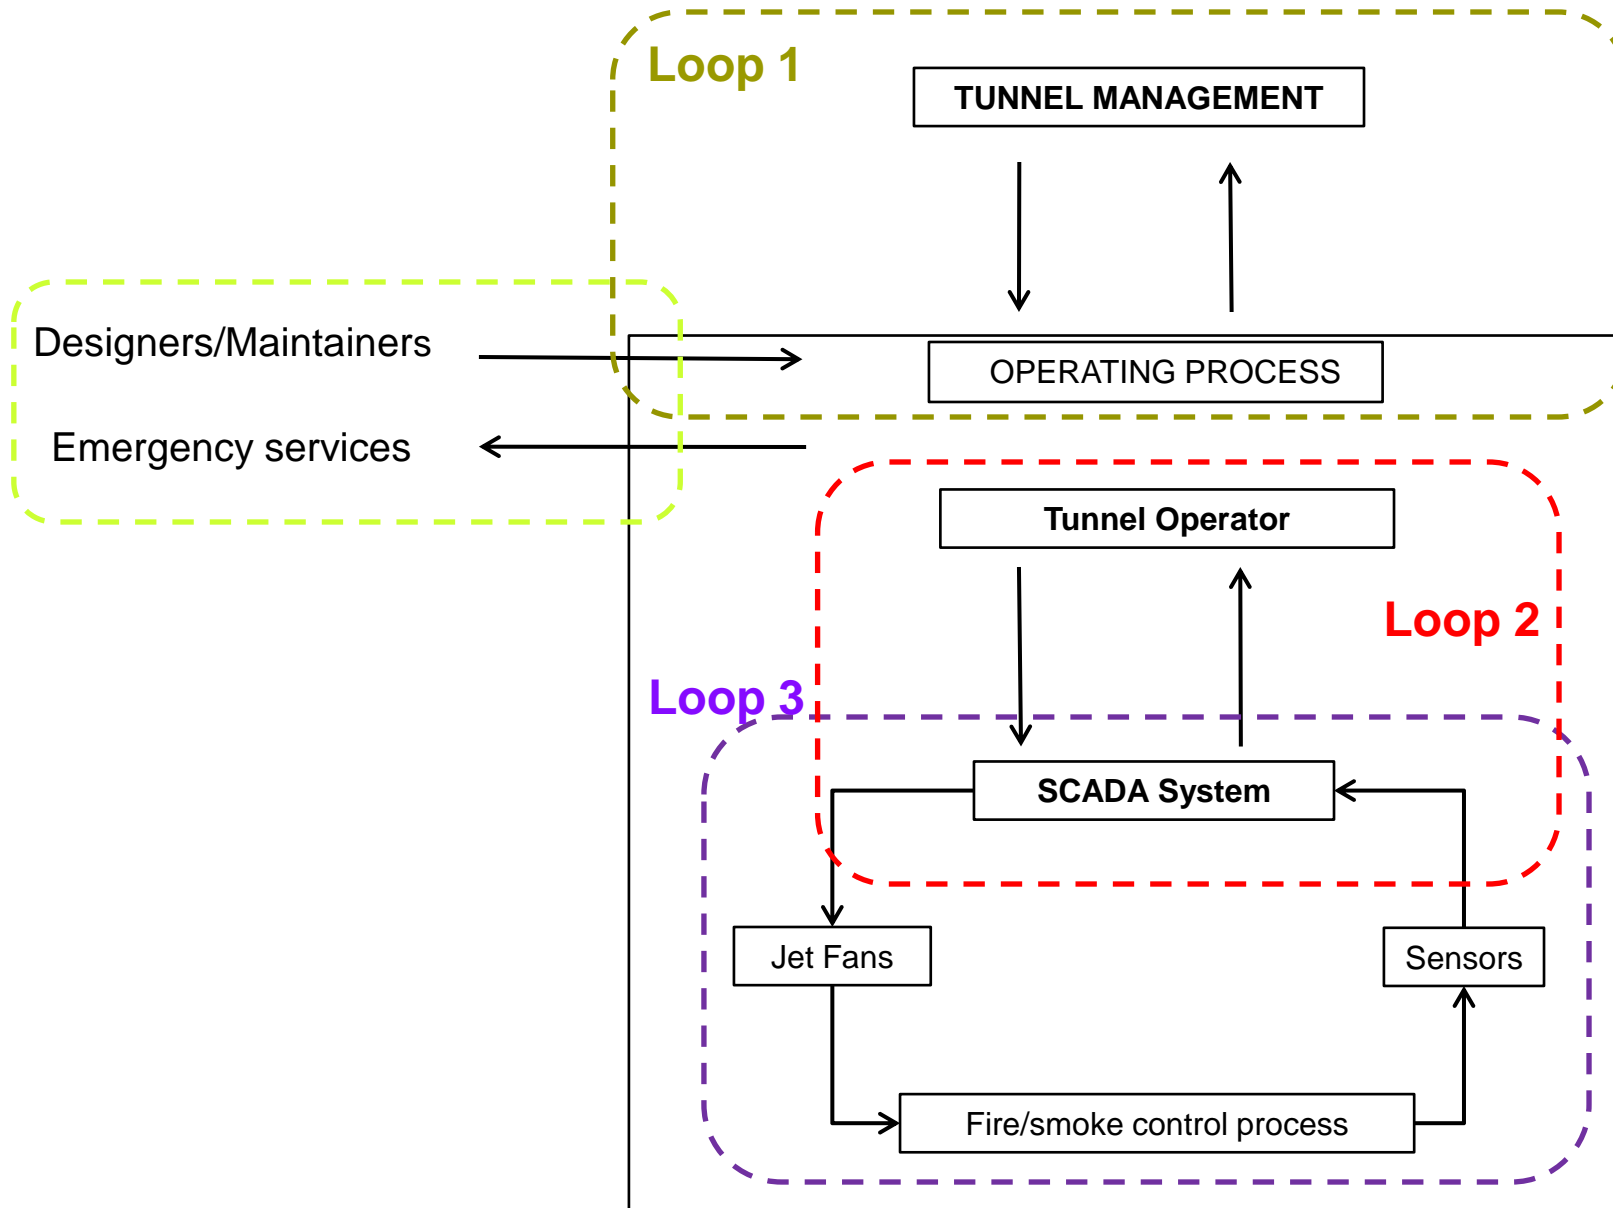 Loop 1
TUNNEL MANAGEMENT
Designers/Maintainers
OPERATING PROCESS
Emergency services
Tunnel Operator
Loop 2
Loop 3
SCADA System
Jet Fans
Sensors
Fire/smoke control process